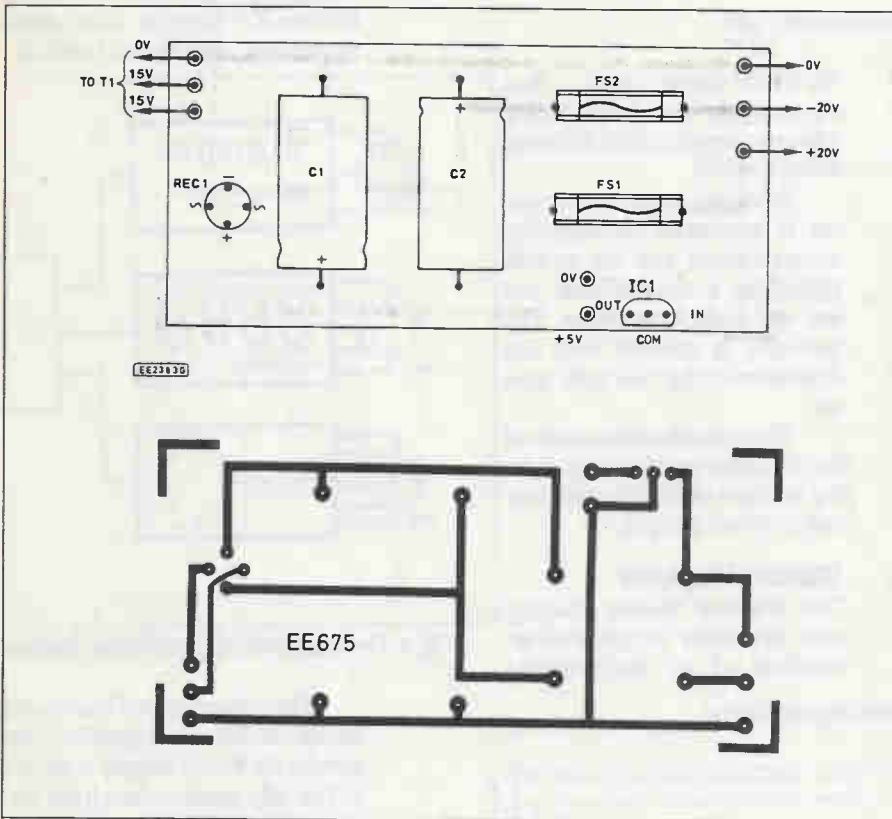 0V
TO T1
15V
15V
REC1
−
+
C1
+
+
C2
FS2
FS1
0V
−20V
+20V
0V
OUT
IC1
IN
+5V
COM
EE2383G
EE675